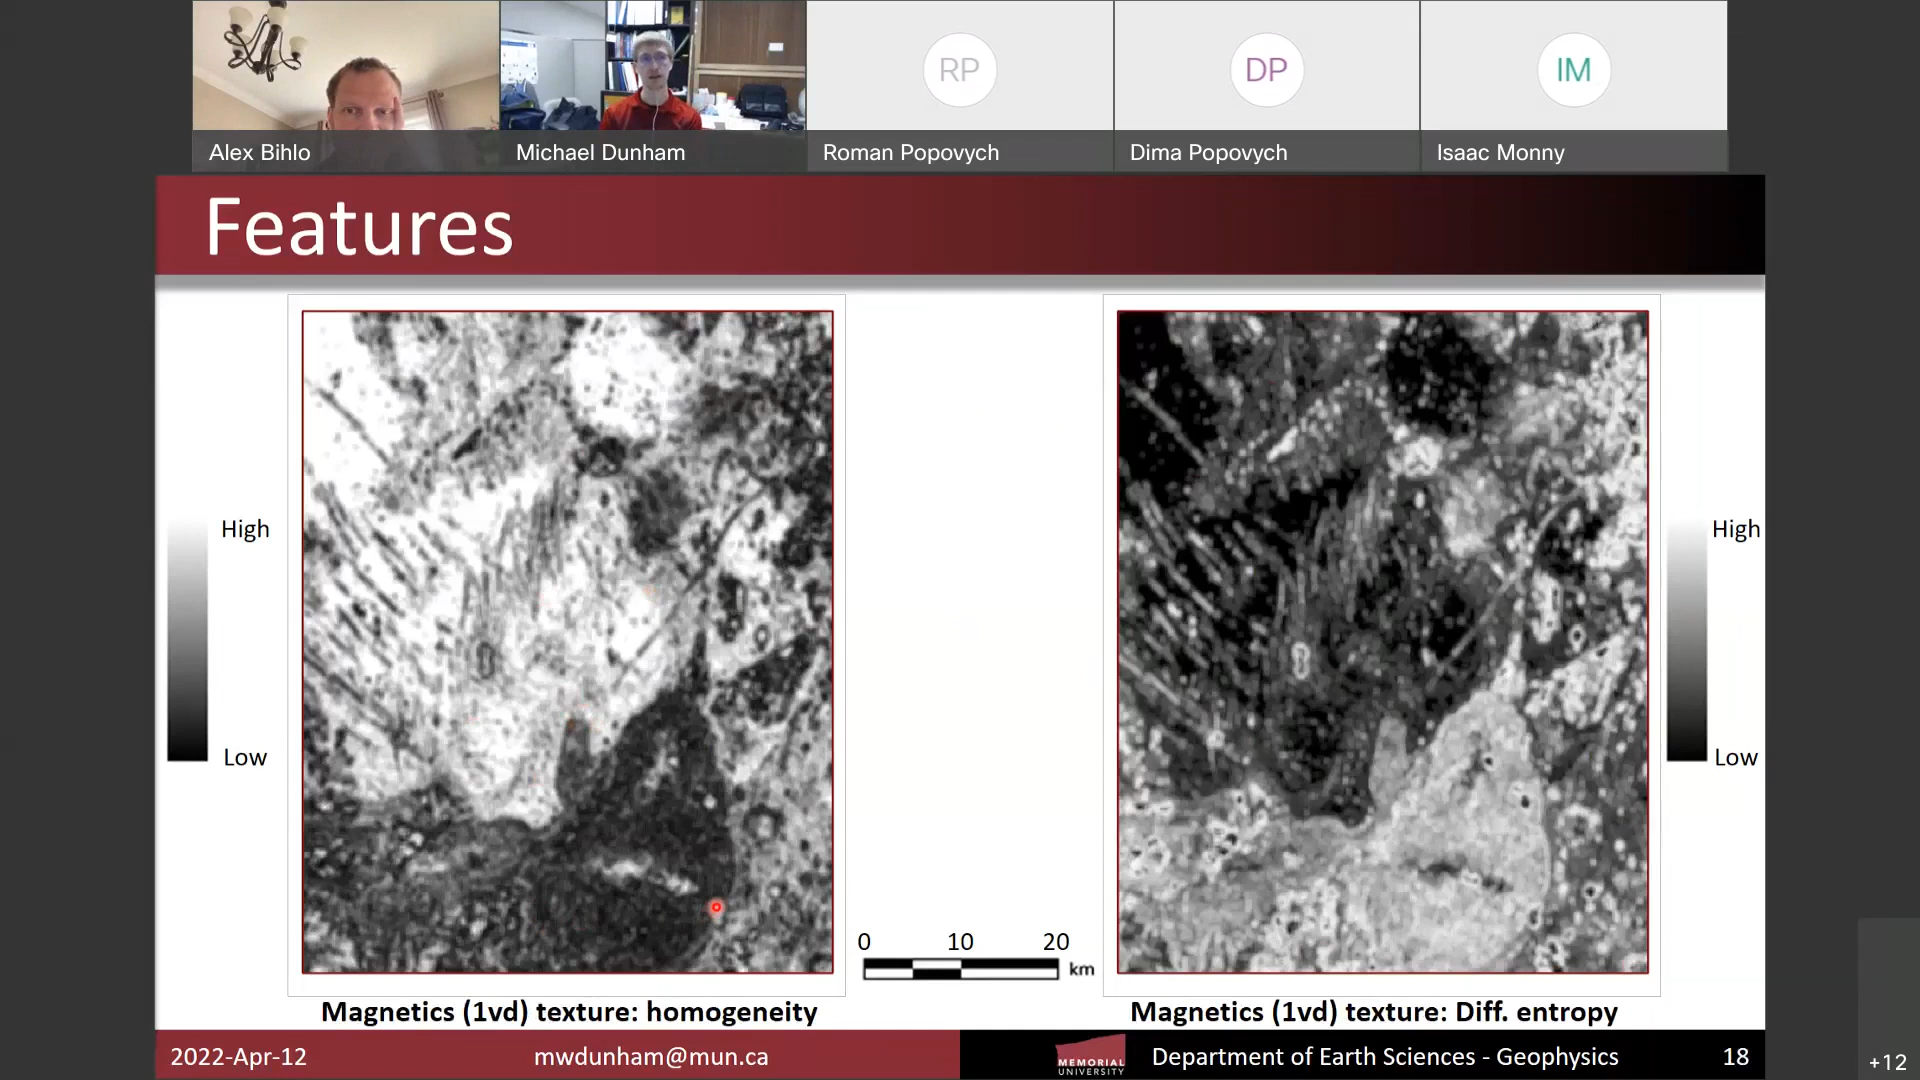 RP
DP
IM
Alex Bihlo
Michael Dunham
Roman Popovych
Dima Popovych
Isaac Monny
Features
High
Low
0 10 20
km
High
Low
Magnetics (1vd) texture: homogeneity
Magnetics (1vd) texture: Diff. entropy
2022-Apr-12
mwdunham@mun.ca
MEMORIAL
UNIVERSITY
Department of Earth Sciences - Geophysics
18
+12